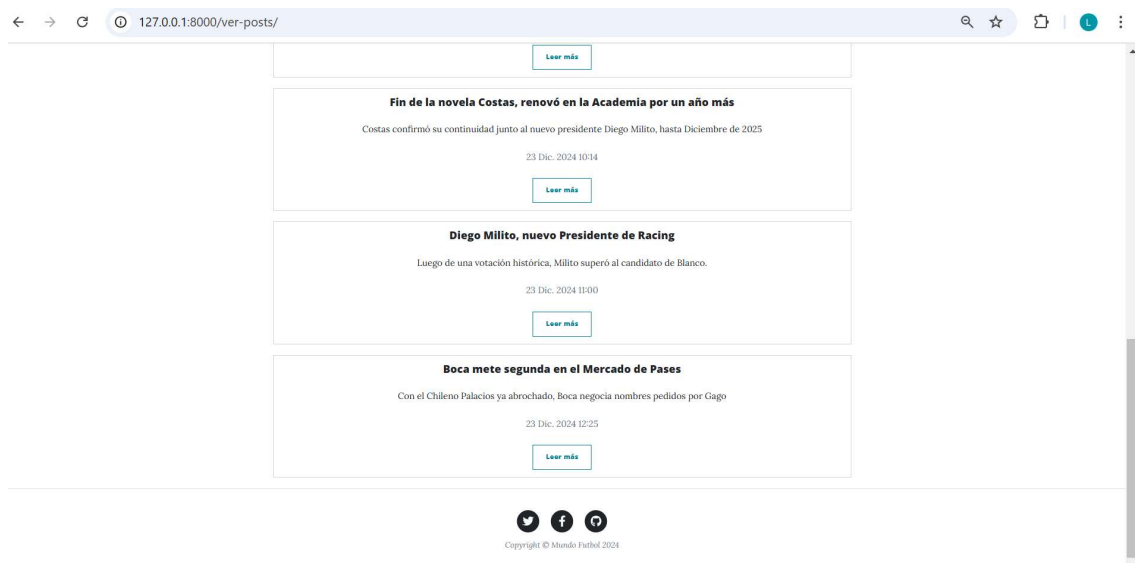 127.0.0.1:8000/ver-posts/
L
Leer más
Fin de la novela Costas, renovó en la Academia por un año más
Costas confirmó su continuidad junto al nuevo presidente Diego Milito, hasta Diciembre de 2025
23 Dic. 2024 10:14
Leer más
Diego Milito, nuevo Presidente de Racing
Luego de una votación histórica, Milito superó al candidato de Blanco.
23 Dic. 2024 11:00
Leer más
Boca mete segunda en el Mercado de Pases
Con el Chileno Palacios ya abrochado, Boca negocia nombres pedidos por Gago
23 Dic. 2024 12:25
Leer más
Copyright © Mundo Futbol 2024